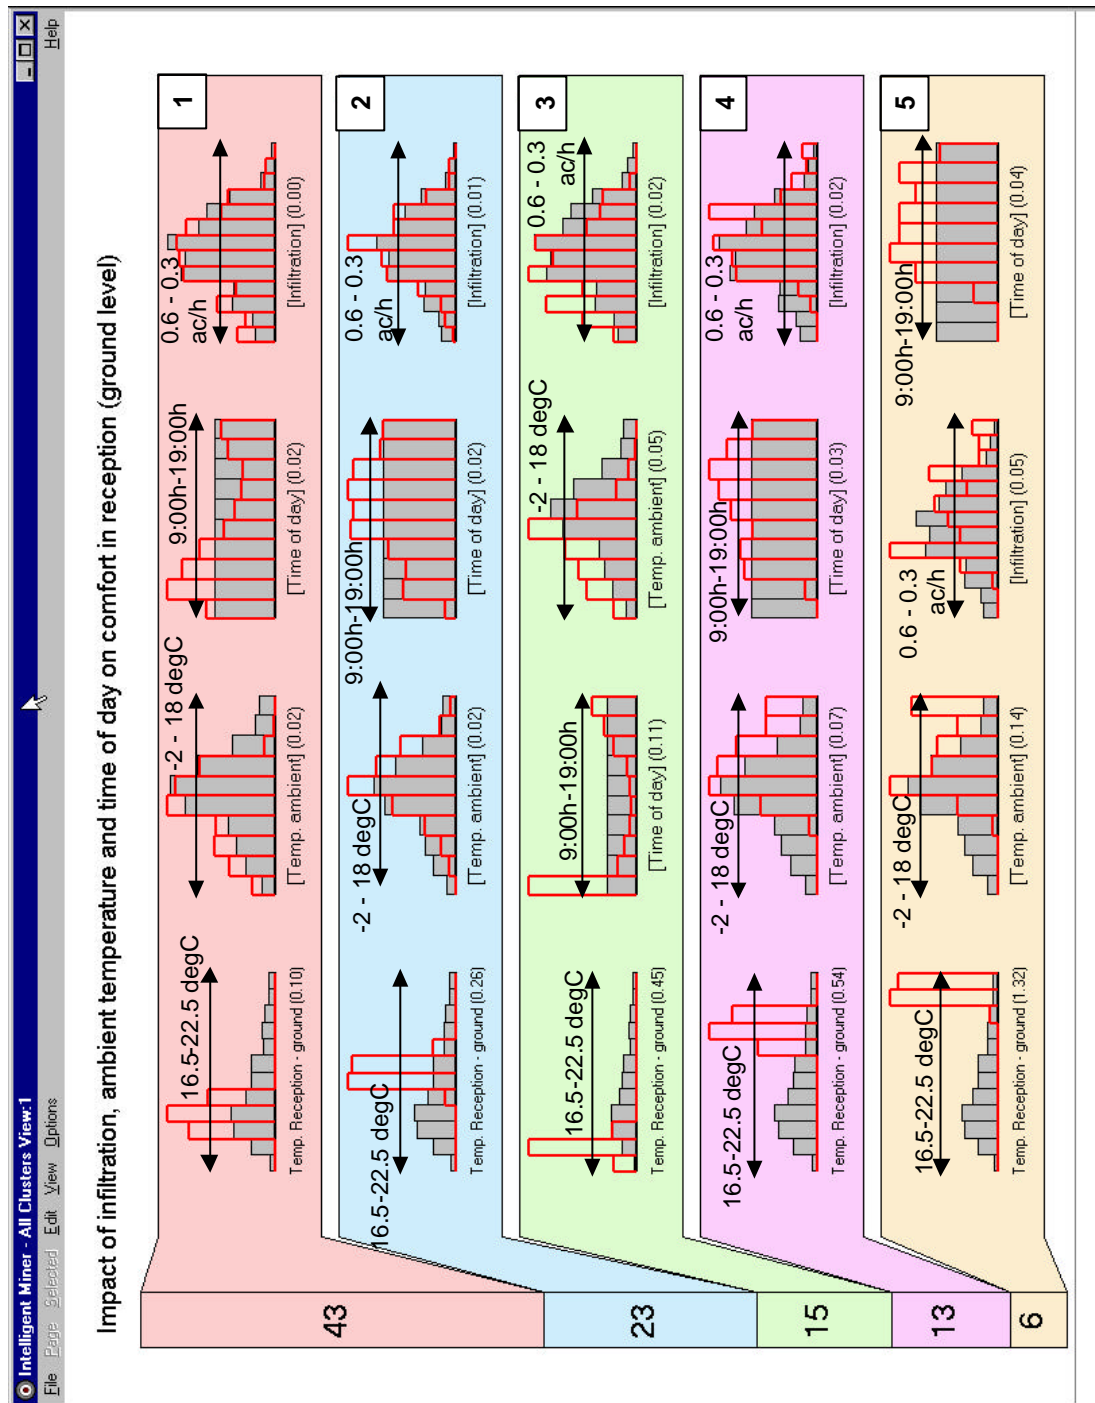 Intelligent Miner - All Clusters View:1
File Page Selected Edit View Options Help
Impact of infiltration, ambient temperature and time of day on comfort in reception (ground level)
43
1
16.5-22.5 degC
-2 - 18 degC
9:00h-19:00h
0.6 - 0.3
ac/h
Temp. Reception - ground (0.10)
[Temp. ambient] (0.02)
[Time of day] (0.02)
[Infiltration] (0.00)
23
2
16.5-22.5 degC
-2 - 18 degC
9:00h-19:00h
0.6 - 0.3
ac/h
Temp. Reception - ground (0.26)
[Temp. ambient] (0.02)
[Time of day] (0.02)
[Infiltration] (0.01)
15
3
16.5-22.5 degC
9:00h-19:00h
-2 - 18 degC
0.6 - 0.3
ac/h
Temp. Reception - ground (0.45)
[Time of day] (0.11)
[Temp. ambient] (0.05)
[Infiltration] (0.02)
13
4
16.5-22.5 degC
-2 - 18 degC
9:00h-19:00h
0.6 - 0.3
ac/h
Temp. Reception - ground (0.54)
[Temp. ambient] (0.07)
[Time of day] (0.03)
[Infiltration] (0.02)
6
5
16.5-22.5 degC
-2 - 18 degC
0.6 - 0.3
ac/h
9:00h-19:00h
Temp. Reception - ground (1.32)
[Temp. ambient] (0.14)
[Infiltration] (0.05)
[Time of day] (0.04)